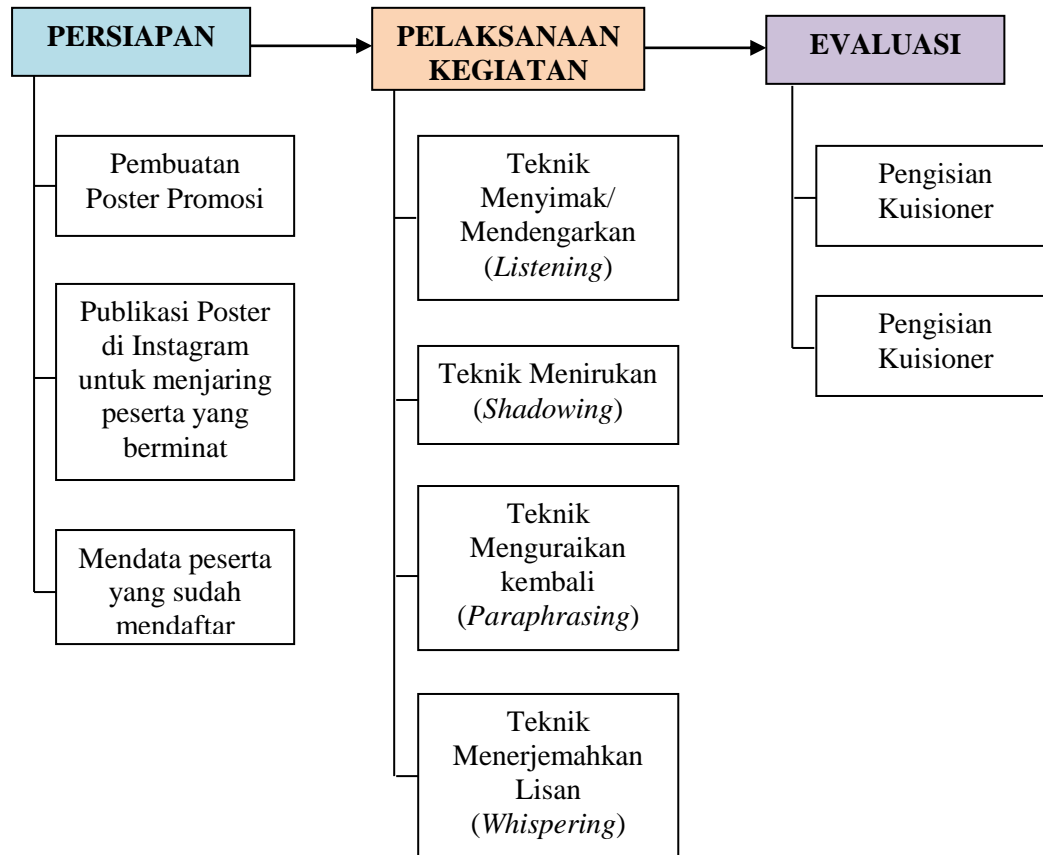 PERSIAPAN
Pembuatan
Poster Promosi
Publikasi Poster
di Instagram
untuk menjaring
peserta yang
berminat
Mendata peserta
yang sudah
mendaftar
PELAKSANAAN
KEGIATAN
Teknik
Menyimak/
Mendengarkan
(Listening)
Teknik Menirukan
(Shadowing)
Teknik
Menguraikan
kembali
(Paraphrasing)
Teknik
Menerjemahkan
Lisan
(Whispering)
EVALUASI
Pengisian
Kuisioner
Pengisian
Kuisioner